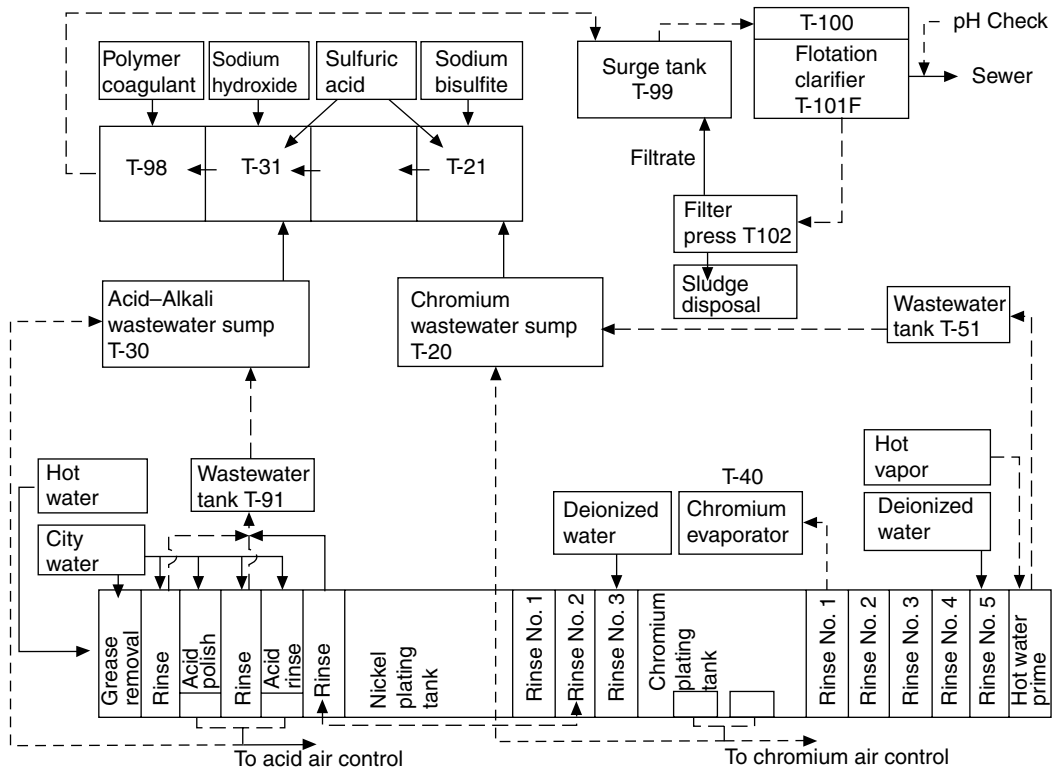 T-100
pH Check
Polymer
coagulant
Sodium
hydroxide
Sulfuric
acid
Sodium
bisulfite
Surge tank
T-99
Flotation
clarifier
T-101F
Sewer
T-98
T-31
T-21
Filtrate
Filter
press T102
Sludge
disposal
Acid–Alkali
wastewater sump
T-30
Chromium
wastewater sump
T-20
Wastewater
tank T-51
Hot
water
Wastewater
tank T-91
City
water
Deionized
water
T-40
Chromium
evaporator
Hot
vapor
Deionized
water
Grease
removal
Rinse
Acid
polish
Rinse
Acid
rinse
Rinse
Nickel
plating
tank
Rinse No. 1
Rinse No. 2
Rinse No. 3
Chromium
plating
tank
Rinse No. 1
Rinse No. 2
Rinse No. 3
Rinse No. 4
Rinse No. 5
Hot water
prime
To acid air control
To chromium air control